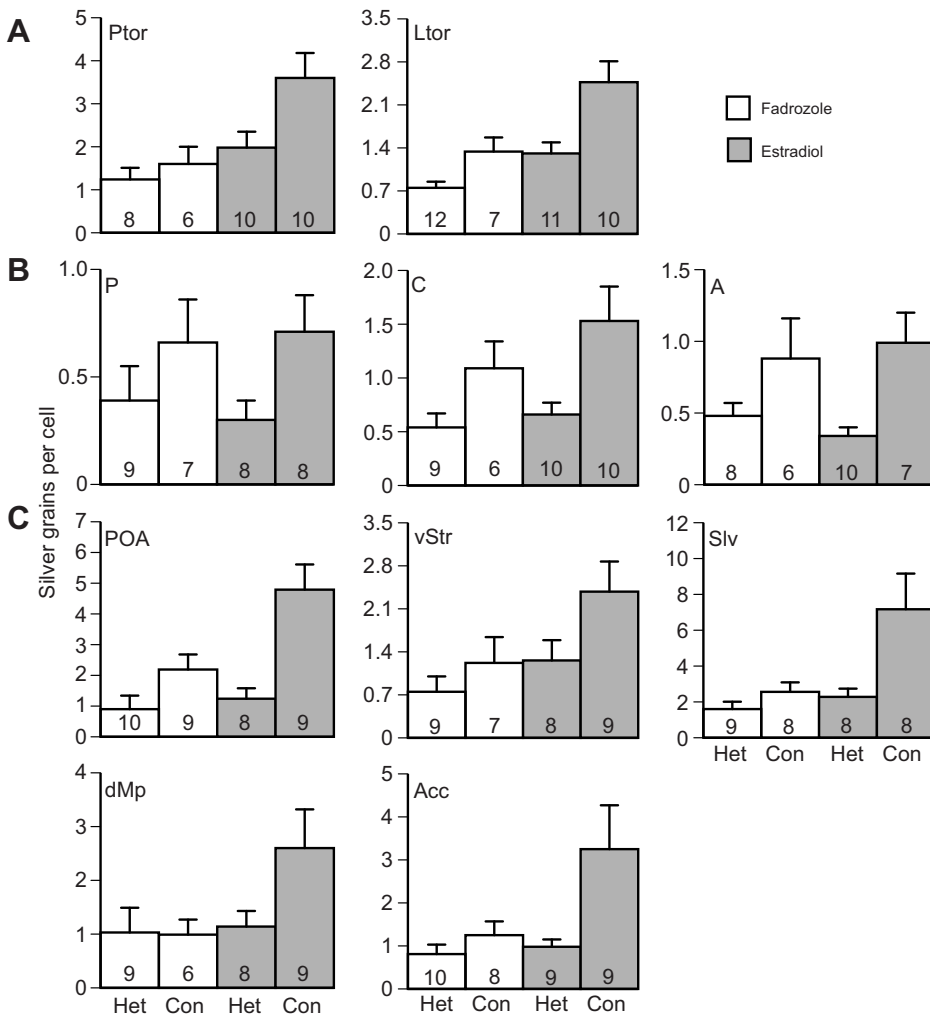 A
Ptor
5
4
3
2
1
0
8 6 10 10
Ltor
3.5
2.8
2.1
1.4
0.7
0
12 7 11 10
Fadrozole
Estradiol
B
Silver grains per cell
P
1.0
0.5
0
9 7 8 8
C
2.0
1.5
1.0
0.5
0
9 6 10 10
A
1.5
1.0
0.5
0
8 6 10 7
C
POA
7
6
5
4
3
2
1
0
10 9 8 9
vStr
3.5
2.8
2.1
1.4
0.7
0
9 7 8 9
Slv
12
10
8
6
4
2
0
9 8 8 8
Het Con Het Con
dMp
4
3
2
1
0
9 6 8 9
Het Con Het Con
Acc
5
4
3
2
1
0
10 8 9 9
Het Con Het Con